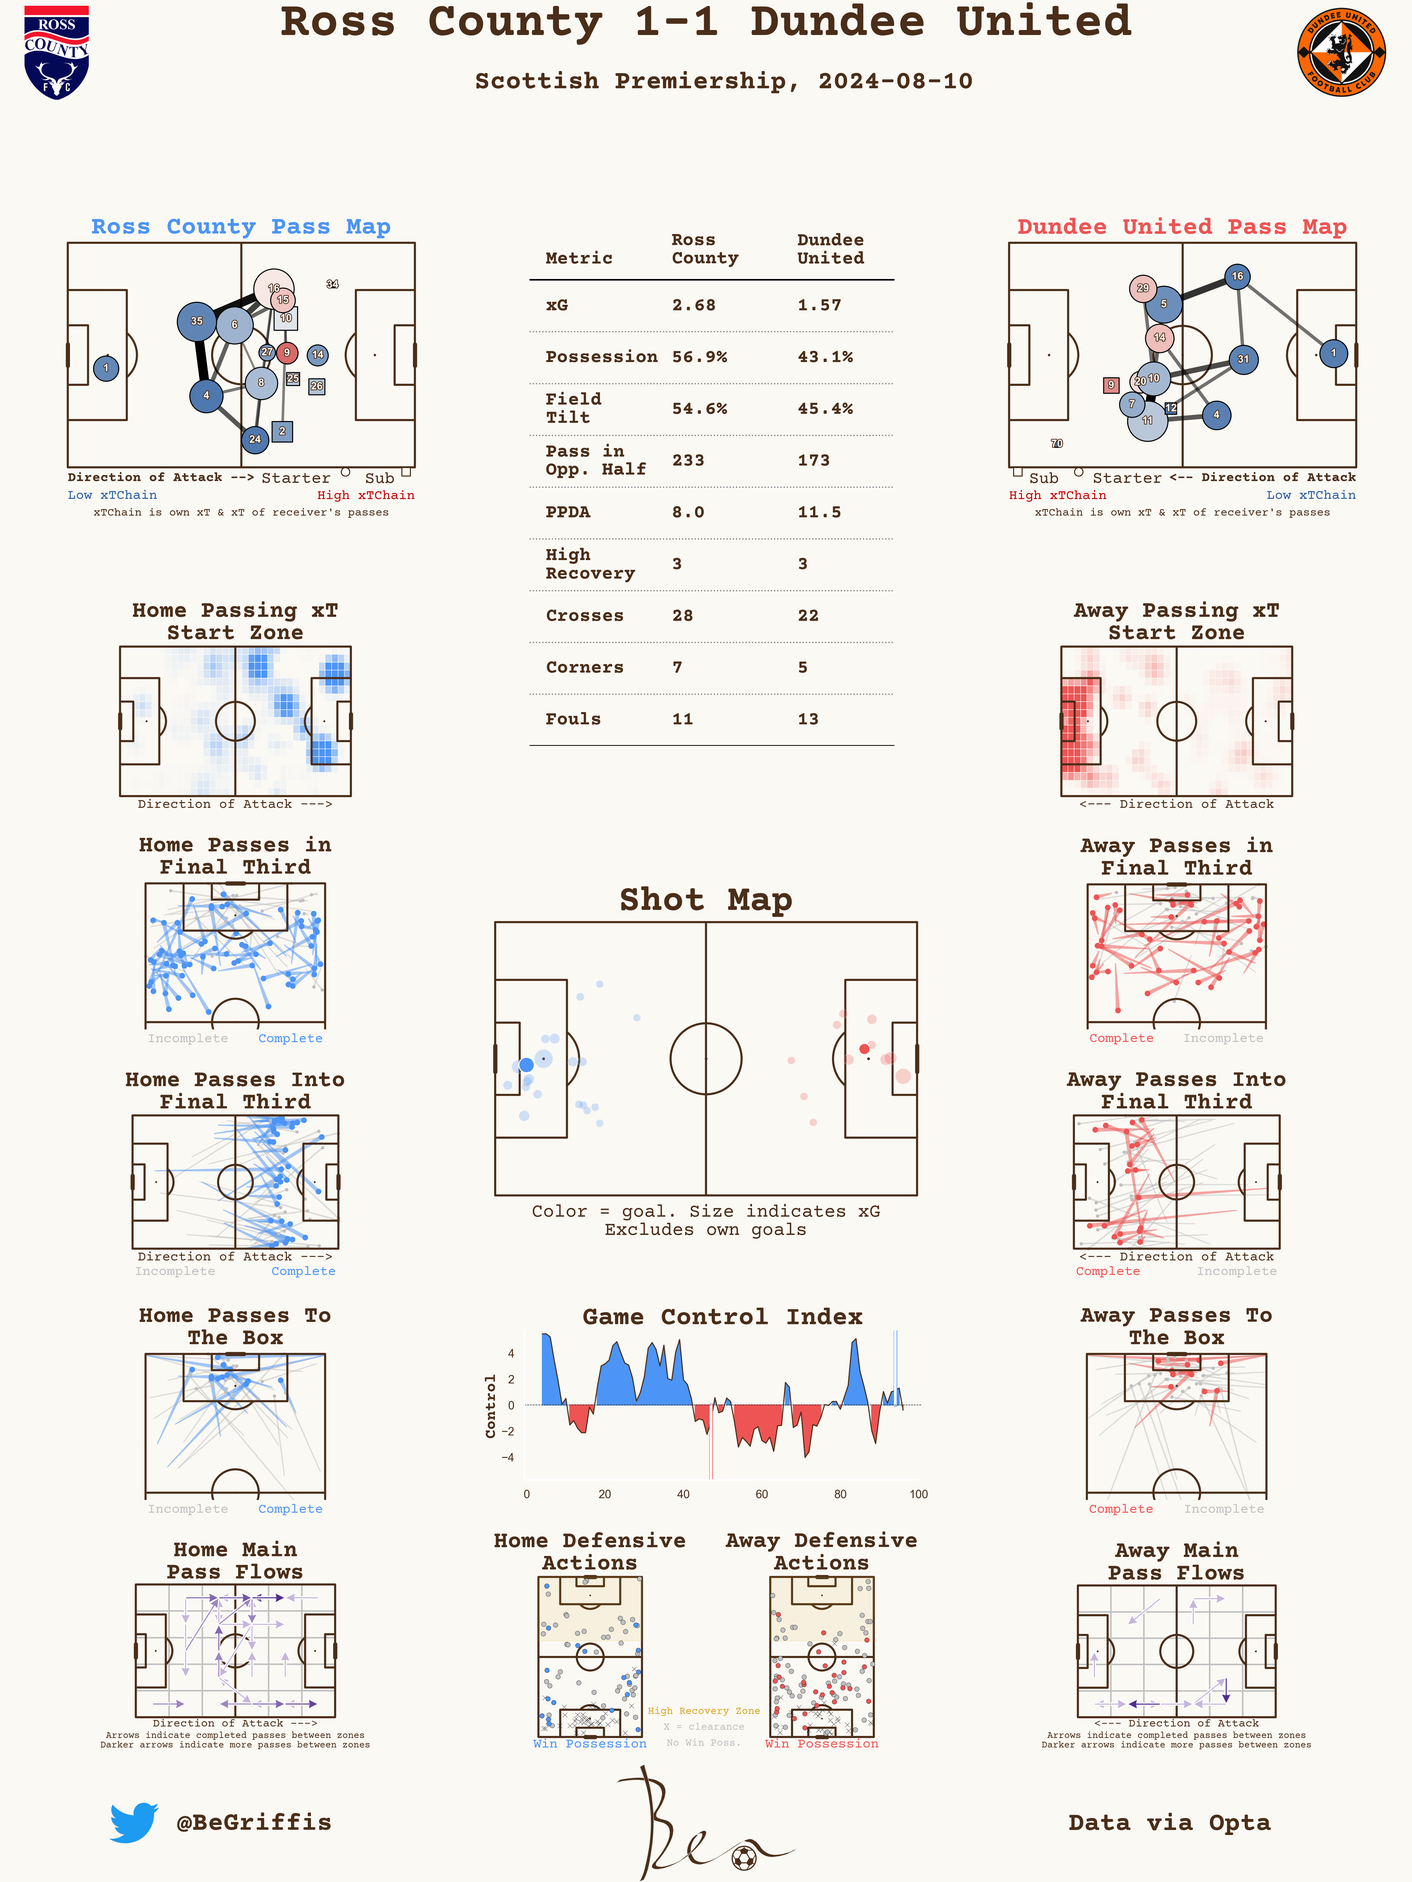 Ross County 1-1 Dundee United
Scottish Premiership, 2024-08-10
ROSS
COUNTY
F C
DUNDEE UNITED
FOOTBALL CLUB
Ross County Pass Map
16
15
34
10
35
6
27
9
14
1
25
26
8
4
2
24
Direction of Attack --> Starter Sub
Low xTChain High xTChain
xTChain is own xT & xT of receiver's passes
Metric Ross County Dundee United
xG 2.68 1.57
Possession 56.9% 43.1%
Field Tilt 54.6% 45.4%
Pass in Opp. Half 233 173
PPDA 8.0 11.5
High Recovery 3 3
Crosses 28 22
Corners 7 5
Fouls 11 13
Dundee United Pass Map
16
29
5
14
1
31
9
20
10
7
12
11
4
70
Sub Starter <-- Direction of Attack
High xTChain Low xTChain
xTChain is own xT & xT of receiver's passes
Home Passing xT
Start Zone
Direction of Attack --->
Away Passing xT
Start Zone
<--- Direction of Attack
Home Passes in
Final Third
Incomplete Complete
Away Passes in
Final Third
Complete Incomplete
Shot Map
Color = goal. Size indicates xG
Excludes own goals
Home Passes Into
Final Third
Direction of Attack --->
Incomplete Complete
Away Passes Into
Final Third
<--- Direction of Attack
Complete Incomplete
Home Passes To
The Box
Incomplete Complete
Game Control Index
Control
4
2
0
−2
−4
0 20 40 60 80 100
Away Passes To
The Box
Complete Incomplete
Home Main
Pass Flows
Direction of Attack --->
Arrows indicate completed passes between zones
Darker arrows indicate more passes between zones
Home Defensive
Actions
Win Possession
High Recovery Zone
X = clearance
No Win Poss.
Away Defensive
Actions
Win Possession
Away Main
Pass Flows
<--- Direction of Attack
Arrows indicate completed passes between zones
Darker arrows indicate more passes between zones
@BeGriffis
Ben
Data via Opta